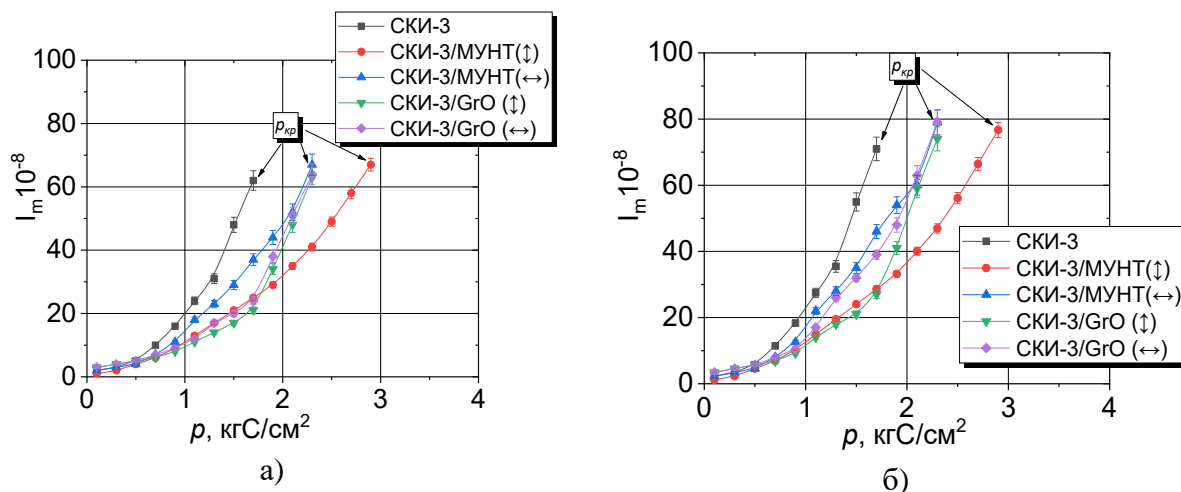 СКИ-3
СКИ-3/МУНТ(↕)
СКИ-3/МУНТ(↔)
СКИ-3/GrO (↕)
СКИ-3/GrO (↔)
pкр
100
80
60
40
20
0
I_m10^-8
0 1 2 3 4
p, кгС/см²
а)
pкр
100
80
60
40
20
0
I_m10^-8
СКИ-3
СКИ-3/МУНТ(↕)
СКИ-3/МУНТ(↔)
СКИ-3/GrO (↕)
СКИ-3/GrO (↔)
0 1 2 3 4
p, кгС/см²
б)